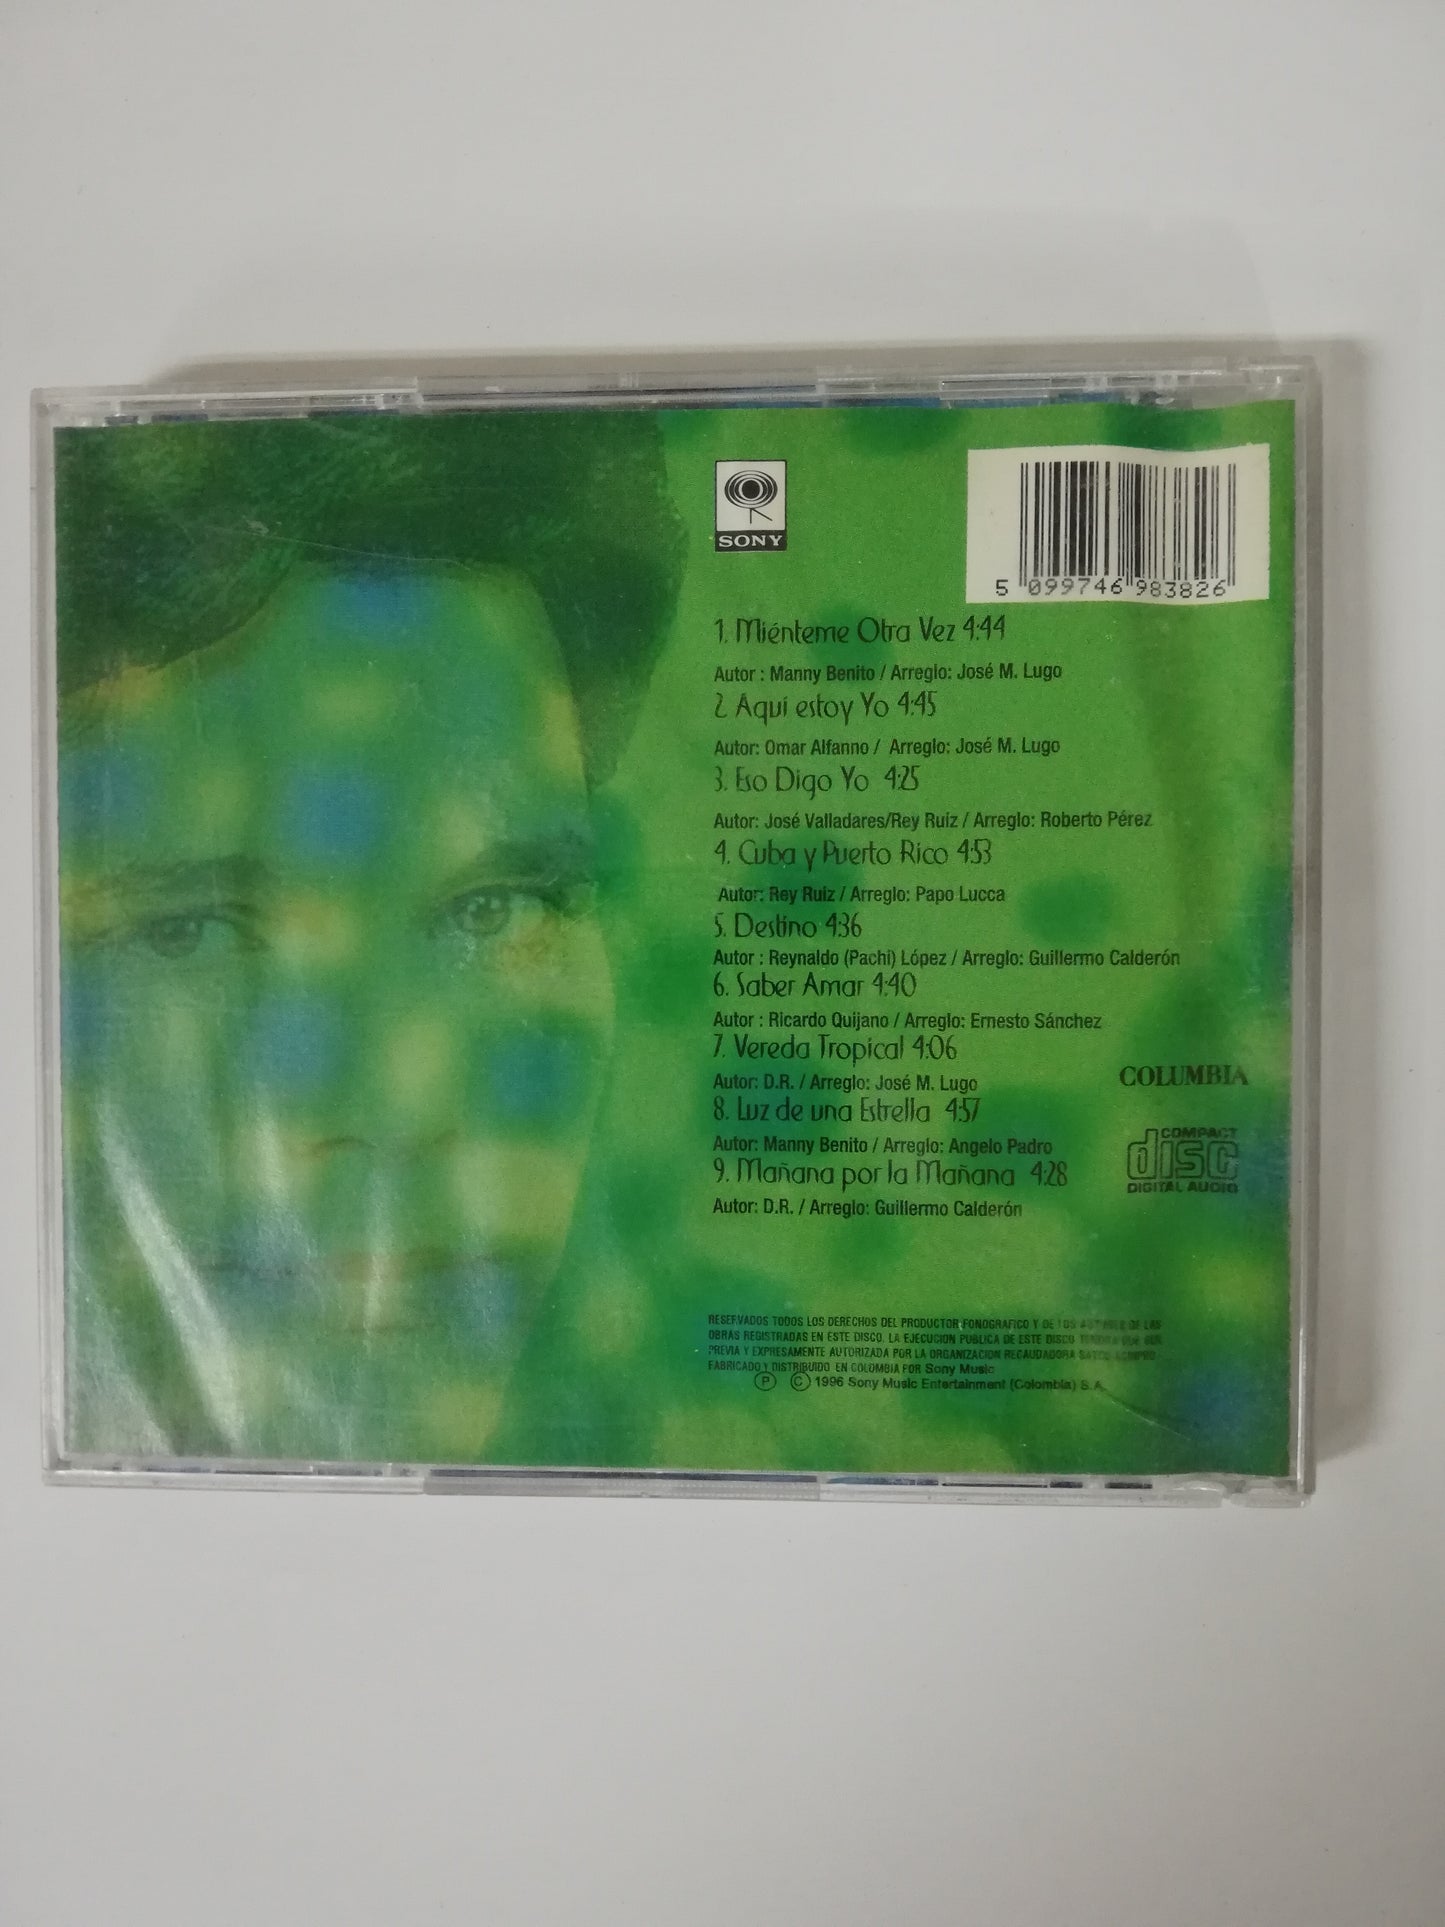 SONY
5 099746 983826
1. Miénteme Otra Vez 4:44
Autor : Manny Benito / Arreglo: José M. Lugo
2. Aquí estoy Yo 4:45
Autor: Omar Alfanno / Arreglo: José M. Lugo
3. Eso Digo Yo 4:25
Autor: José Valladares/Rey Ruíz / Arreglo: Roberto Pérez
4. Cuba y Puerto Rico 4:53
Autor: Rey Ruiz / Arreglo: Papo Lucca
5. Destino 4:36
Autor : Reynaldo (Pachi) López / Arreglo: Guillermo Calderón
6. Saber Amar 4:40
Autor : Ricardo Quijano / Arreglo: Ernesto Sánchez
7. Vereda Tropical 4:06
Autor: D.R. / Arreglo: José M. Lugo
8. Luz de una Estrella 4:57
Autor: Manny Benito / Arreglo: Angelo Padro
9. Mañana por la Mañana 4:28
Autor: D.R. / Arreglo: Guillermo Calderón
COLUMBIA
COMPACT
disc
DIGITAL AUDIO
RESERVADOS TODOS LOS DERECHOS DEL PRODUCTOR FONOGRAFICO Y DE LOS DE LAS
OBRAS REGISTRADAS EN ESTE DISCO. LA EJECUCION PUBLICA DE ESTE DISCO
PREVIA Y EXPRESAMENTE AUTORIZADA POR LA ORGANIZACION RECAUDADORA
FABRICADO Y DISTRIBUIDO EN COLOMBIA POR Sony Music
Ⓟ Ⓒ 1996 Sony Music Entertainment (Colombia) S.A.